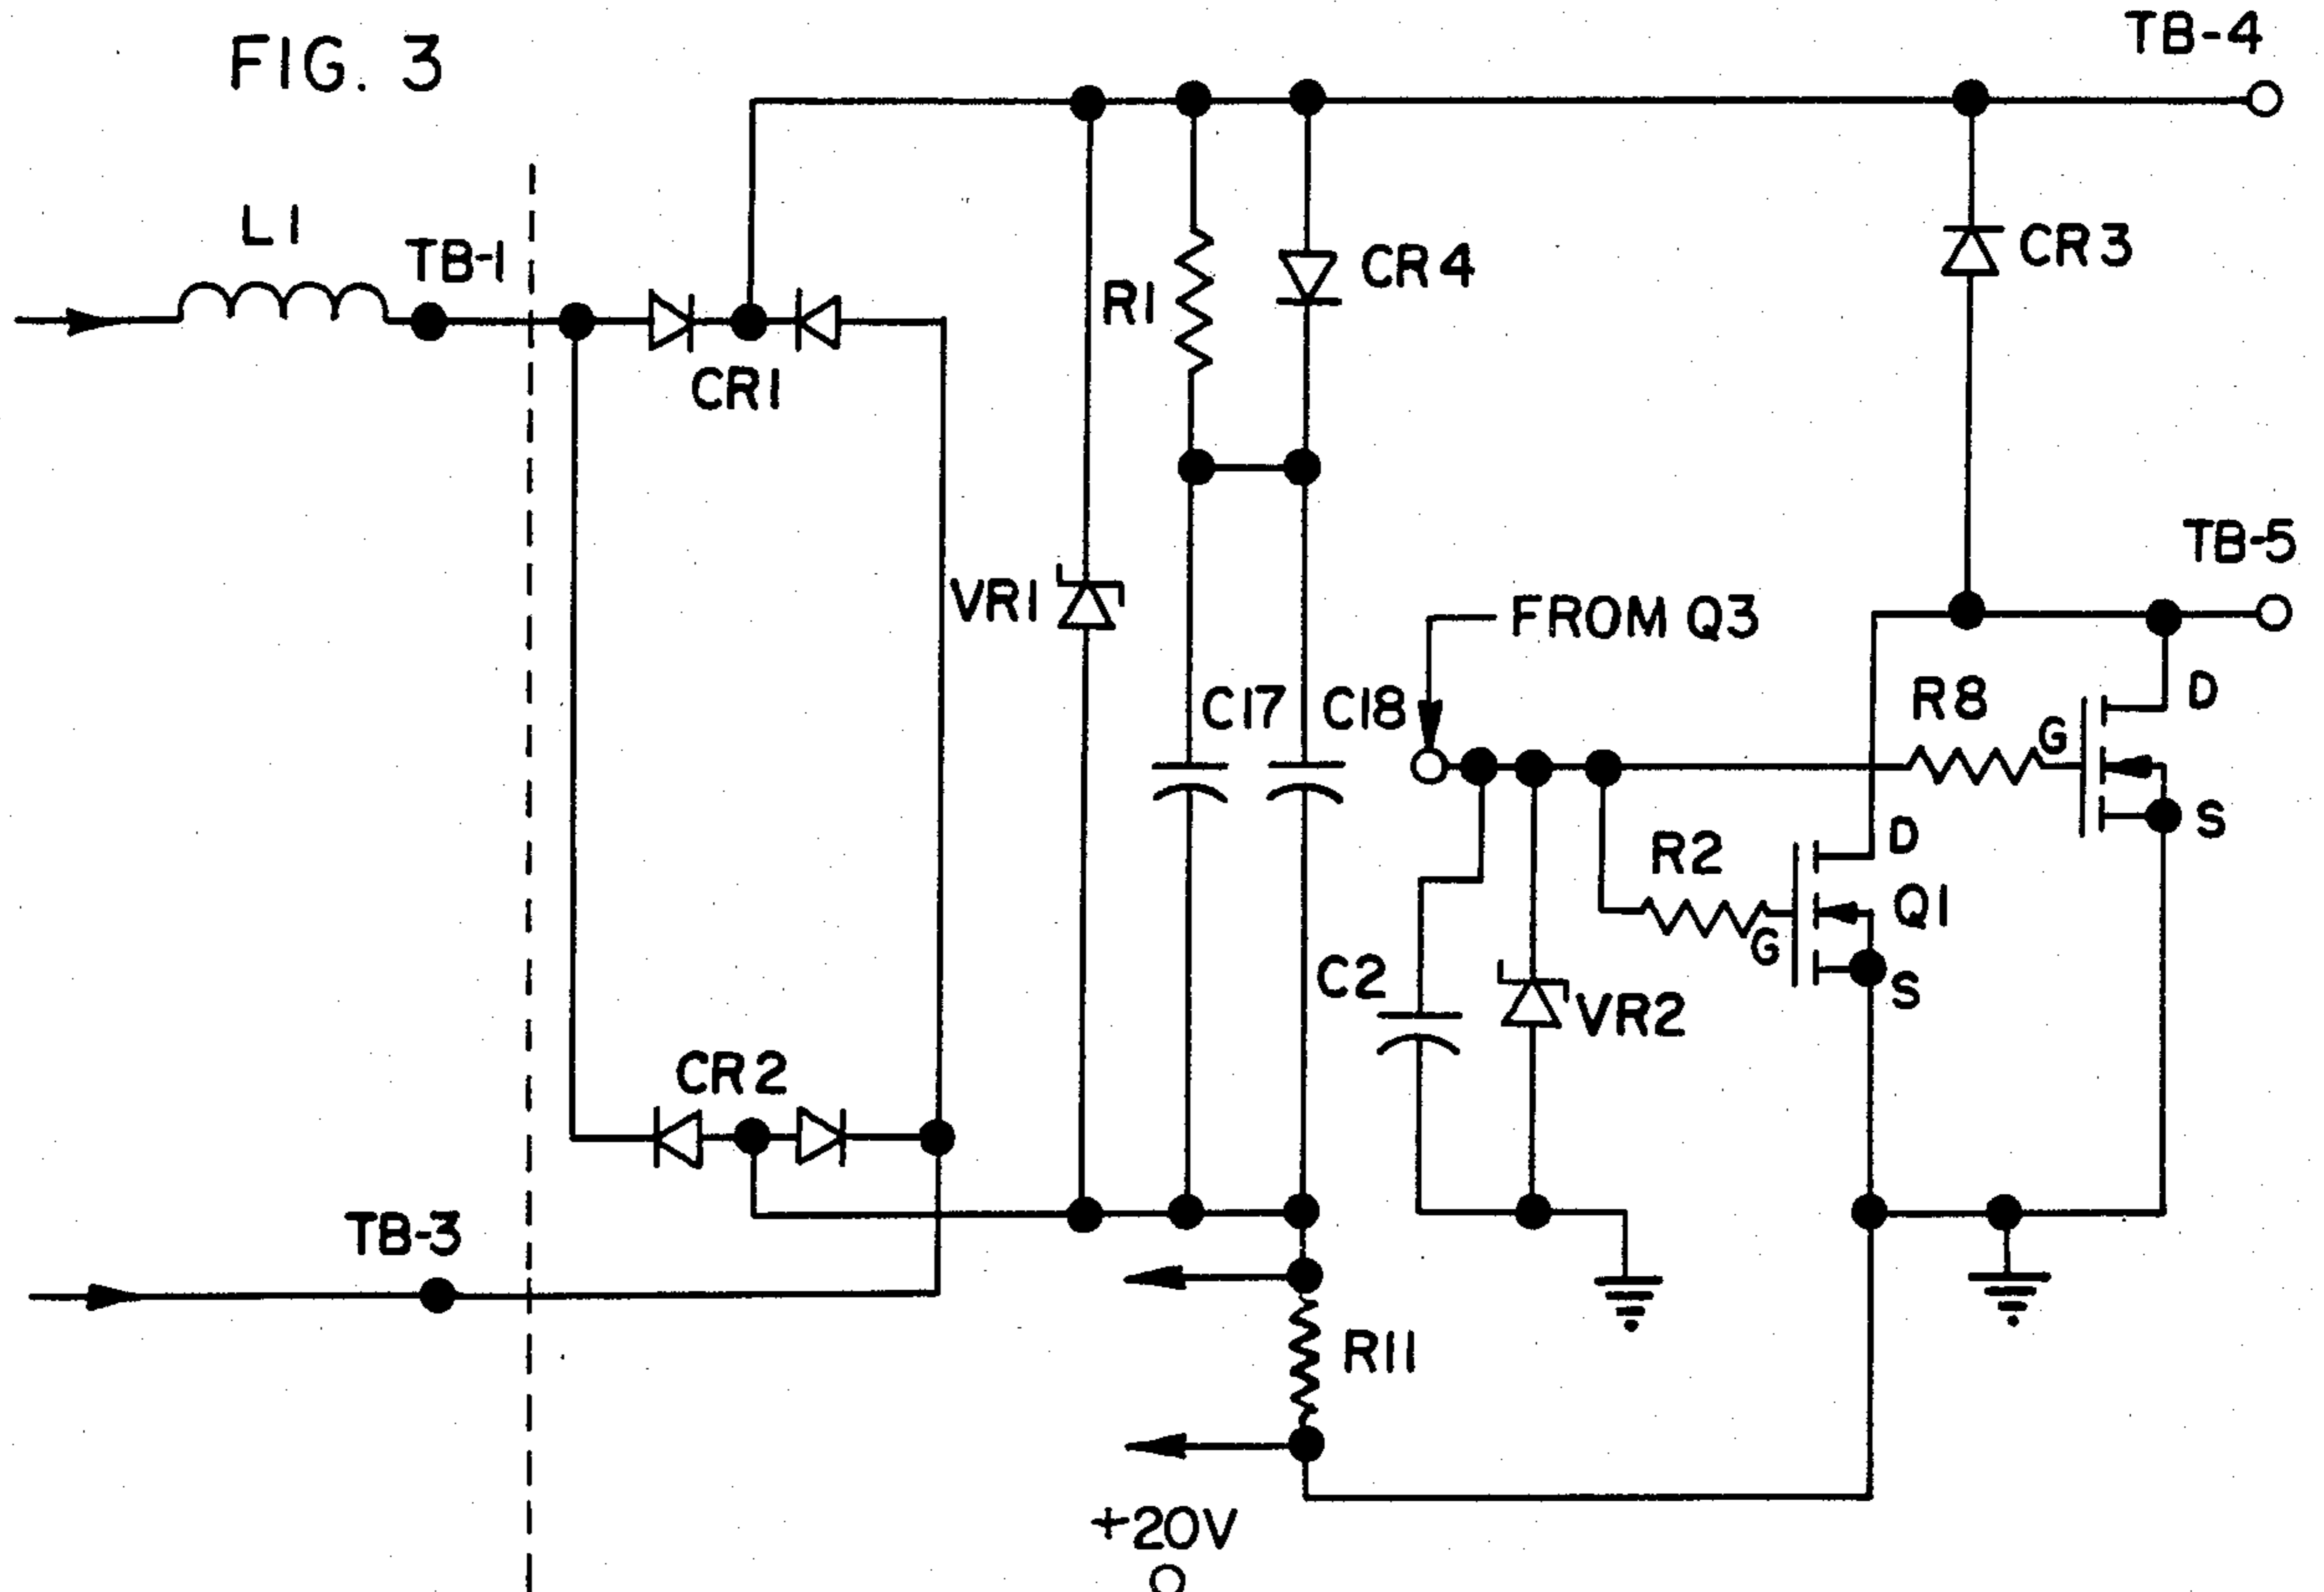 FIG. 3
TB-4
L1
TB-1
CR1
R1
CR4
CR3
TB-5
VR1
FROM Q3
C17
C18
R8
G
D
S
R2
D
Q1
G
S
C2
VR2
CR2
TB-3
R11
+20V